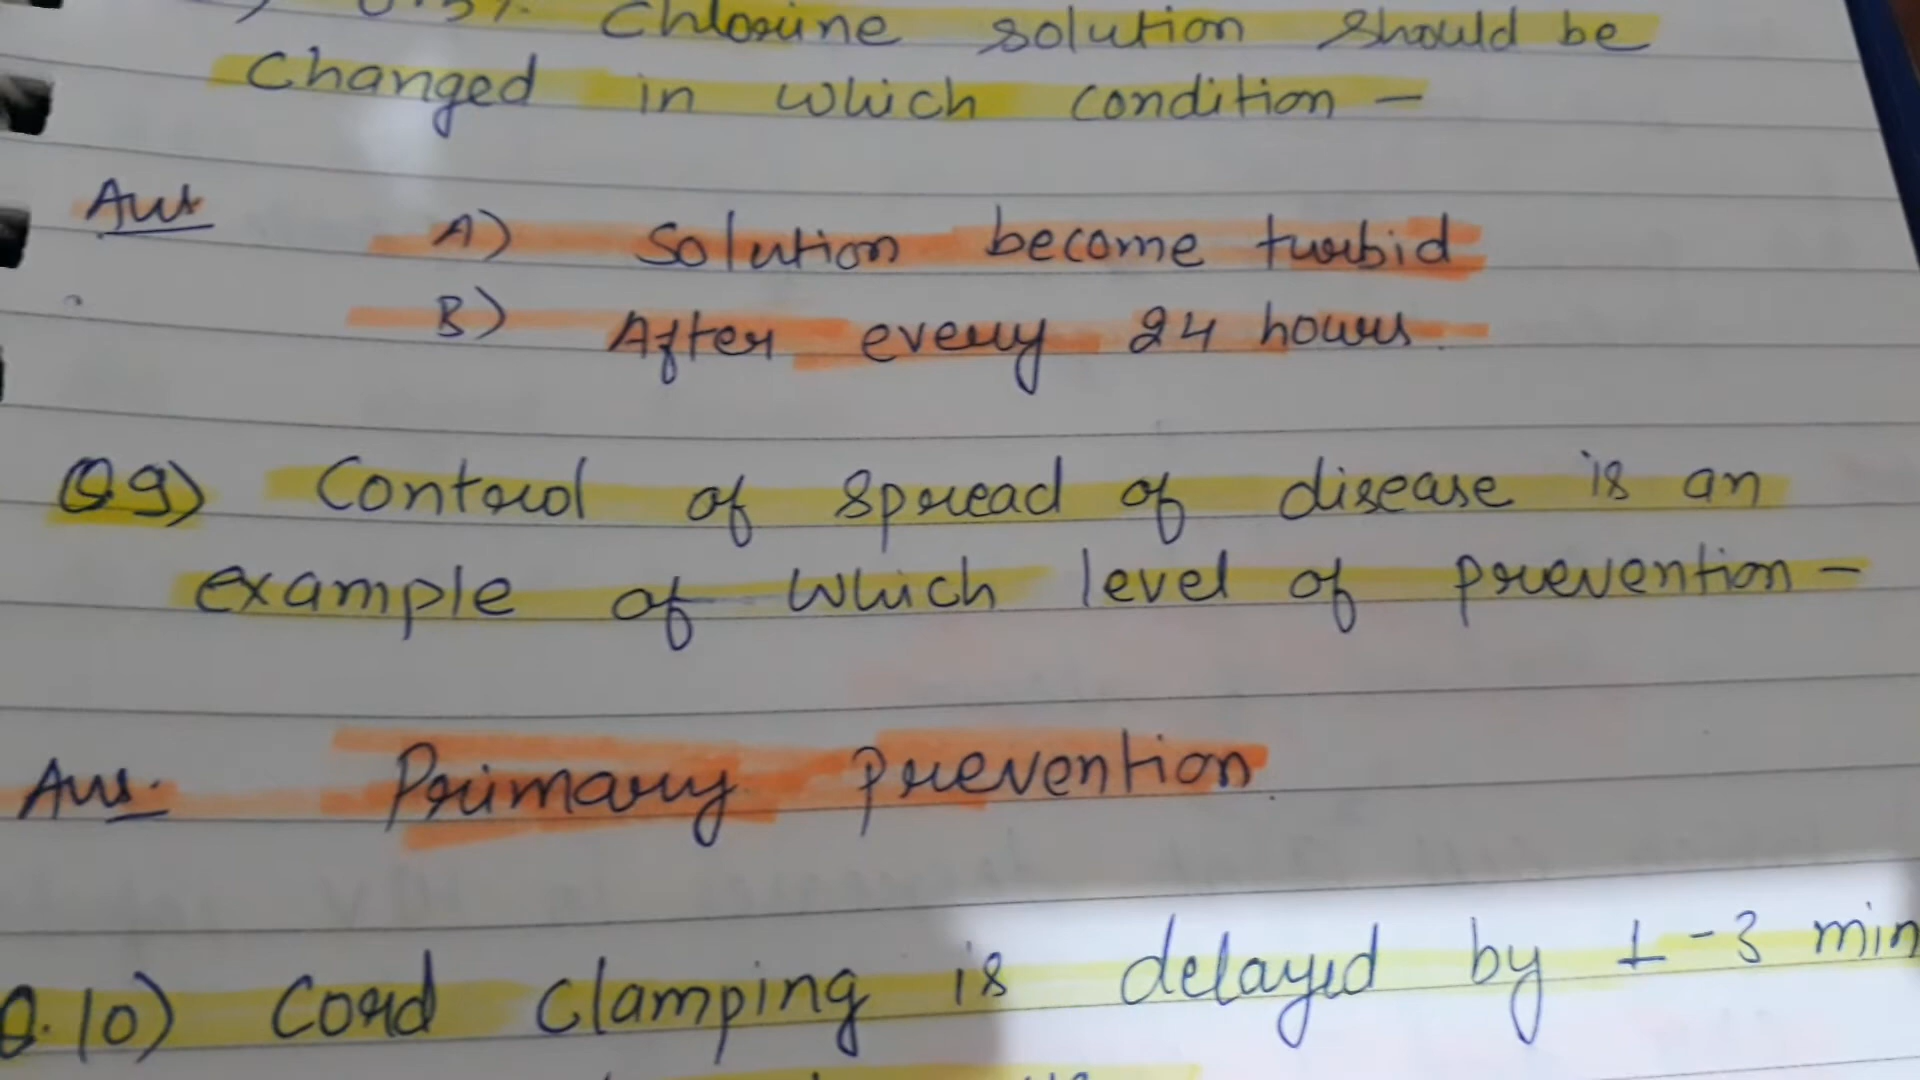 0.5%. Chlorine solution should be
changed in which condition -
Ans A) Solution become turbid
B) After every 24 hours.
Q9) Control of spread of disease is an
example of which level of prevention -
Ans. Primary prevention.
Q.10) Cord clamping is delayed by 1-3 min